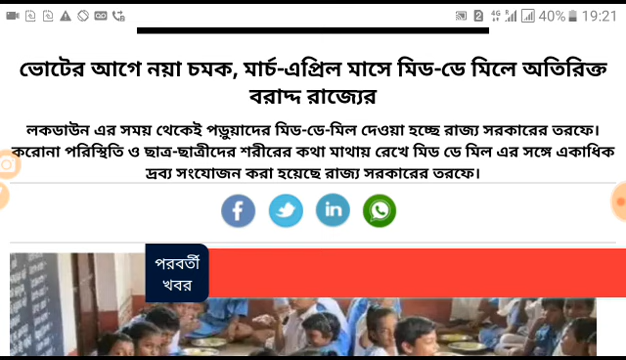 40% 19:21
ভোটের আগে নয়া চমক, মার্চ-এপ্রিল মাসে মিড-ডে মিলে অতিরিক্ত
বরাদ্দ রাজ্যের
লকডাউন এর সময় থেকেই পড়ুয়াদের মিড-ডে-মিল দেওয়া হচ্ছে রাজ্য সরকারের তরফে।
করোনা পরিস্থিতি ও ছাত্র-ছাত্রীদের শরীরের কথা মাথায় রেখে মিড ডে মিল এর সঙ্গে একাধিক
দ্রব্য সংযোজন করা হয়েছে রাজ্য সরকারের তরফে।
পরবর্তী
খবর